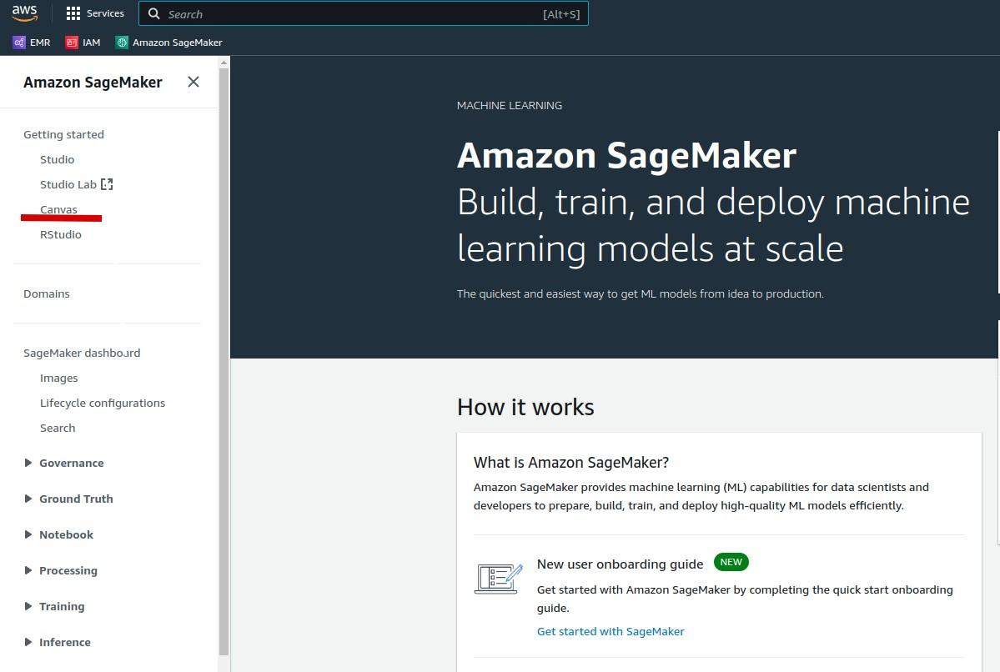 aws
Services
Search
[Alt+S]
EMR
IAM
Amazon SageMaker
Amazon SageMaker
Getting started
Studio
Studio Lab
Canvas
RStudio
Domains
SageMaker dashboard
Images
Lifecycle configurations
Search
Governance
Ground Truth
Notebook
Processing
Training
Inference
MACHINE LEARNING
Amazon SageMaker
Build, train, and deploy machine
learning models at scale
The quickest and easiest way to get ML models from idea to production.
How it works
What is Amazon SageMaker?
Amazon SageMaker provides machine learning (ML) capabilities for data scientists and
developers to prepare, build, train, and deploy high-quality ML models efficiently.
New user onboarding guide NEW
Get started with Amazon SageMaker by completing the quick start onboarding
guide.
Get started with SageMaker